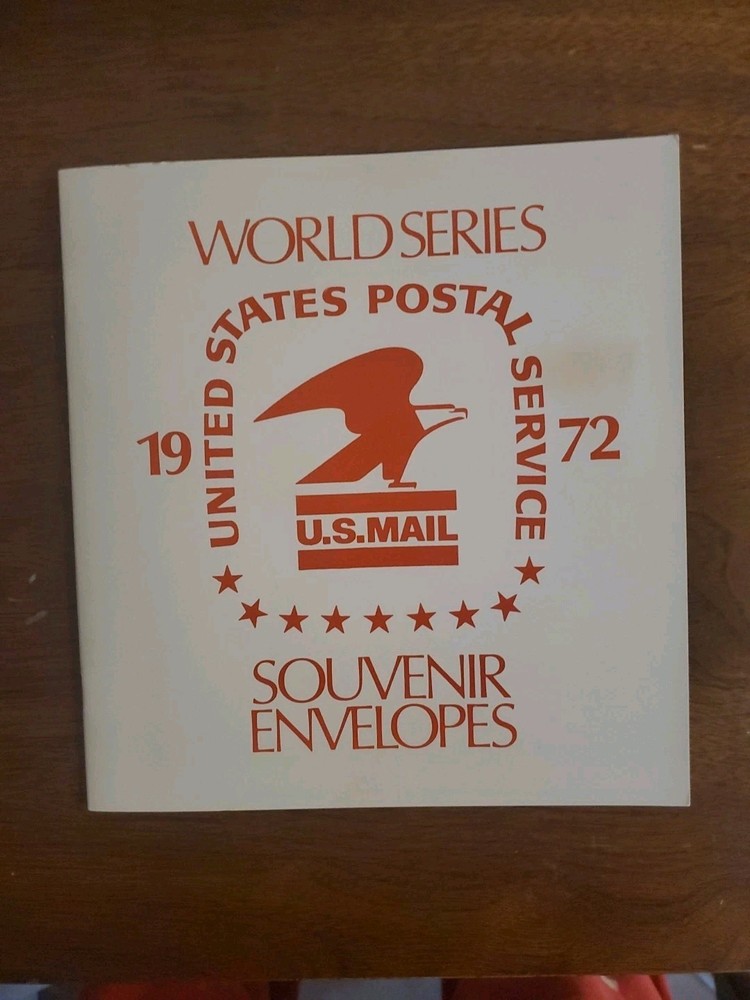 WORLD SERIES
UNITED STATES POSTAL SERVICE
19 72
U.S.MAIL
SOUVENIR
ENVELOPES